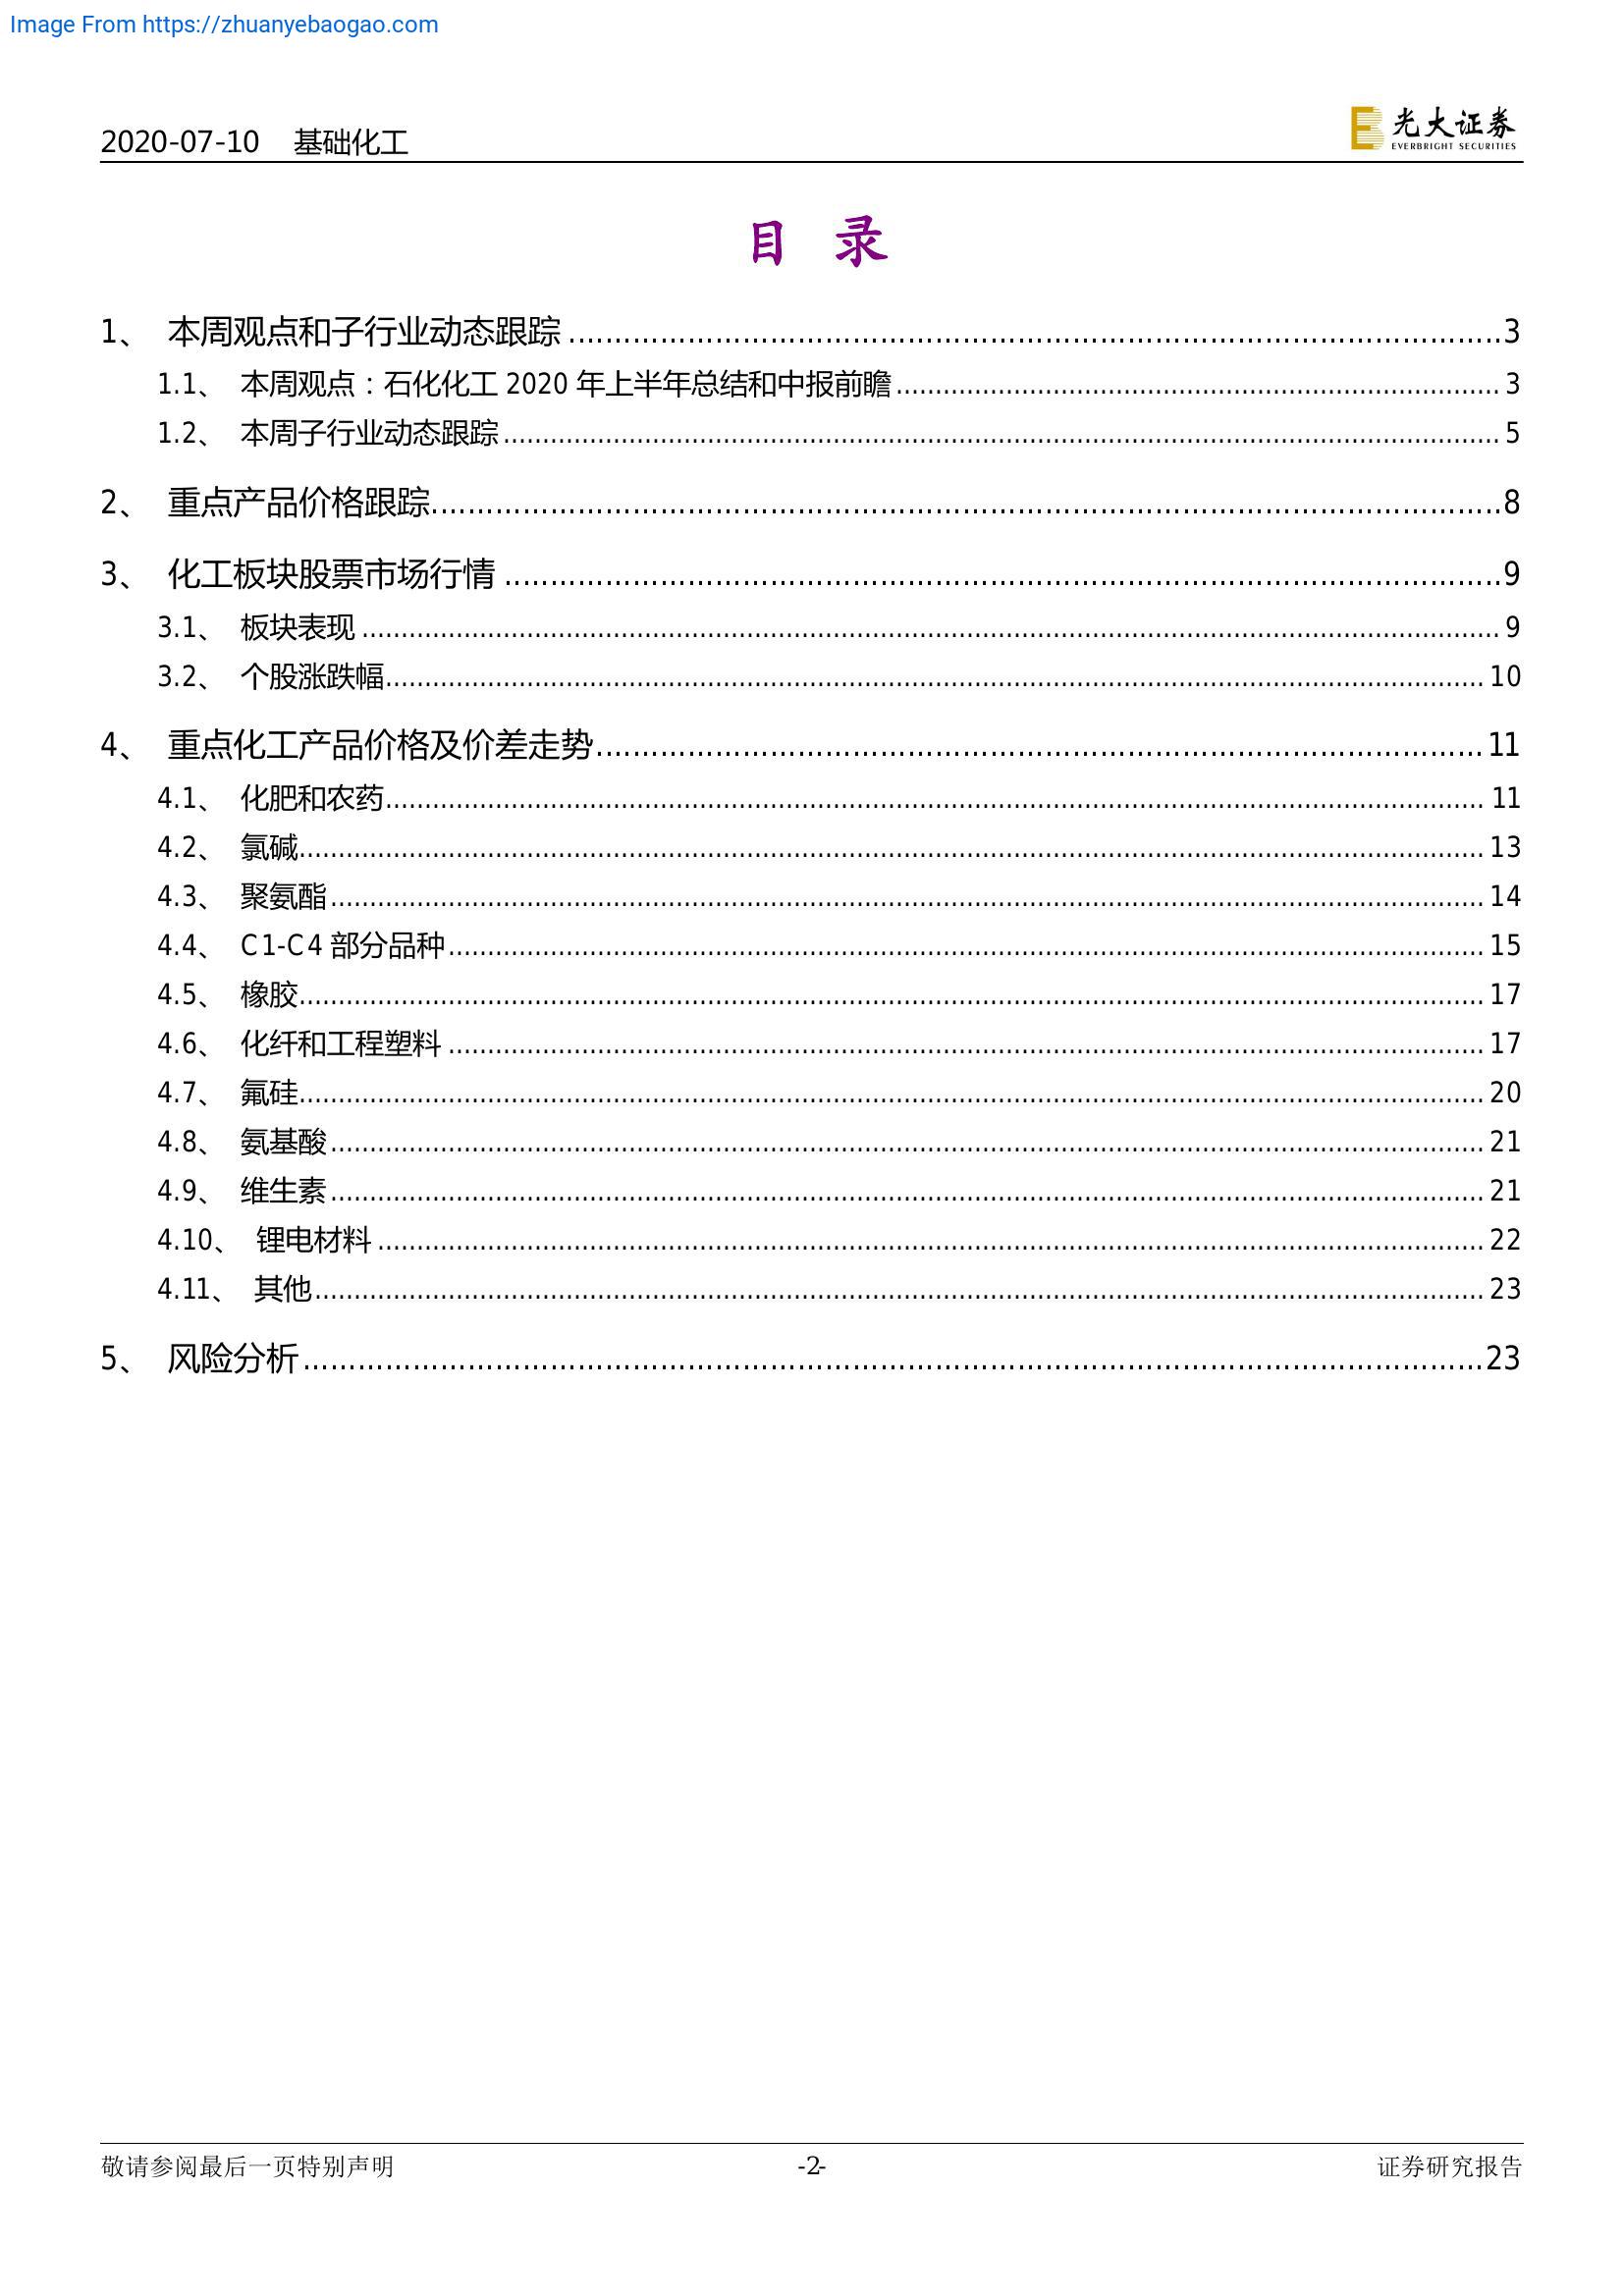 Image From https://zhuanyebaogao.com
2020-07-10 基础化工
光大证券
EVERBRIGHT SECURITIES
目 录
1、 本周观点和子行业动态跟踪 ........................................ 3
1.1、 本周观点：石化化工 2020 年上半年总结和中报前瞻 ........................................ 3
1.2、 本周子行业动态跟踪 ........................................ 5
2、 重点产品价格跟踪 ........................................ 8
3、 化工板块股票市场行情 ........................................ 9
3.1、 板块表现 ........................................ 9
3.2、 个股涨跌幅 ........................................ 10
4、 重点化工产品价格及价差走势 ........................................ 11
4.1、 化肥和农药 ........................................ 11
4.2、 氯碱 ........................................ 13
4.3、 聚氨酯 ........................................ 14
4.4、 C1-C4 部分品种 ........................................ 15
4.5、 橡胶 ........................................ 17
4.6、 化纤和工程塑料 ........................................ 17
4.7、 氟硅 ........................................ 20
4.8、 氨基酸 ........................................ 21
4.9、 维生素 ........................................ 21
4.10、 锂电材料 ........................................ 22
4.11、 其他 ........................................ 23
5、 风险分析 ........................................ 23
敬请参阅最后一页特别声明 -2- 证券研究报告